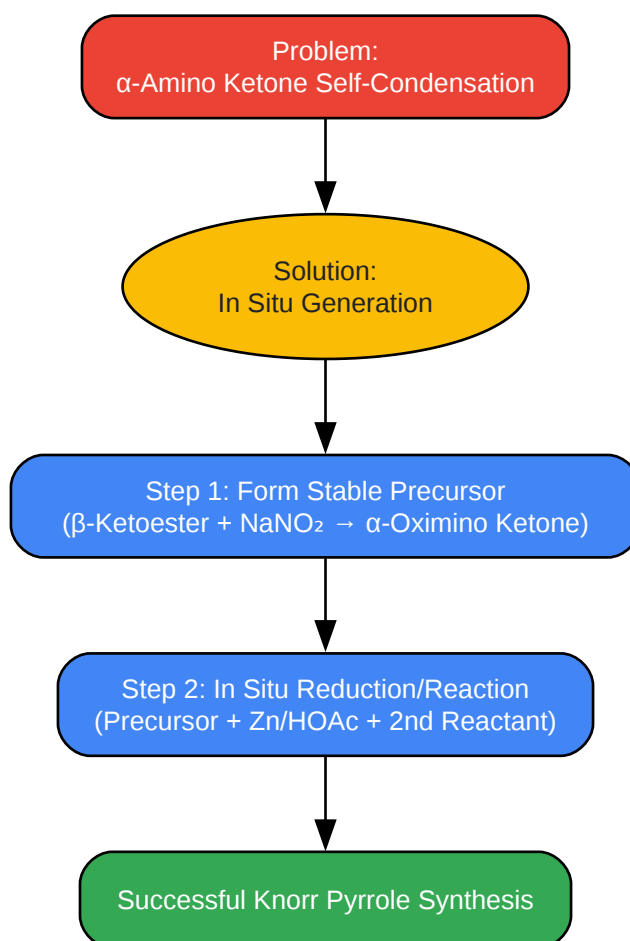 Problem:
α-Amino Ketone Self-Condensation
Solution:
In Situ Generation
Step 1: Form Stable Precursor
(β-Ketoester + NaNO₂ → α-Oximino Ketone)
Step 2: In Situ Reduction/Reaction
(Precursor + Zn/HOAc + 2nd Reactant)
Successful Knorr Pyrrole Synthesis